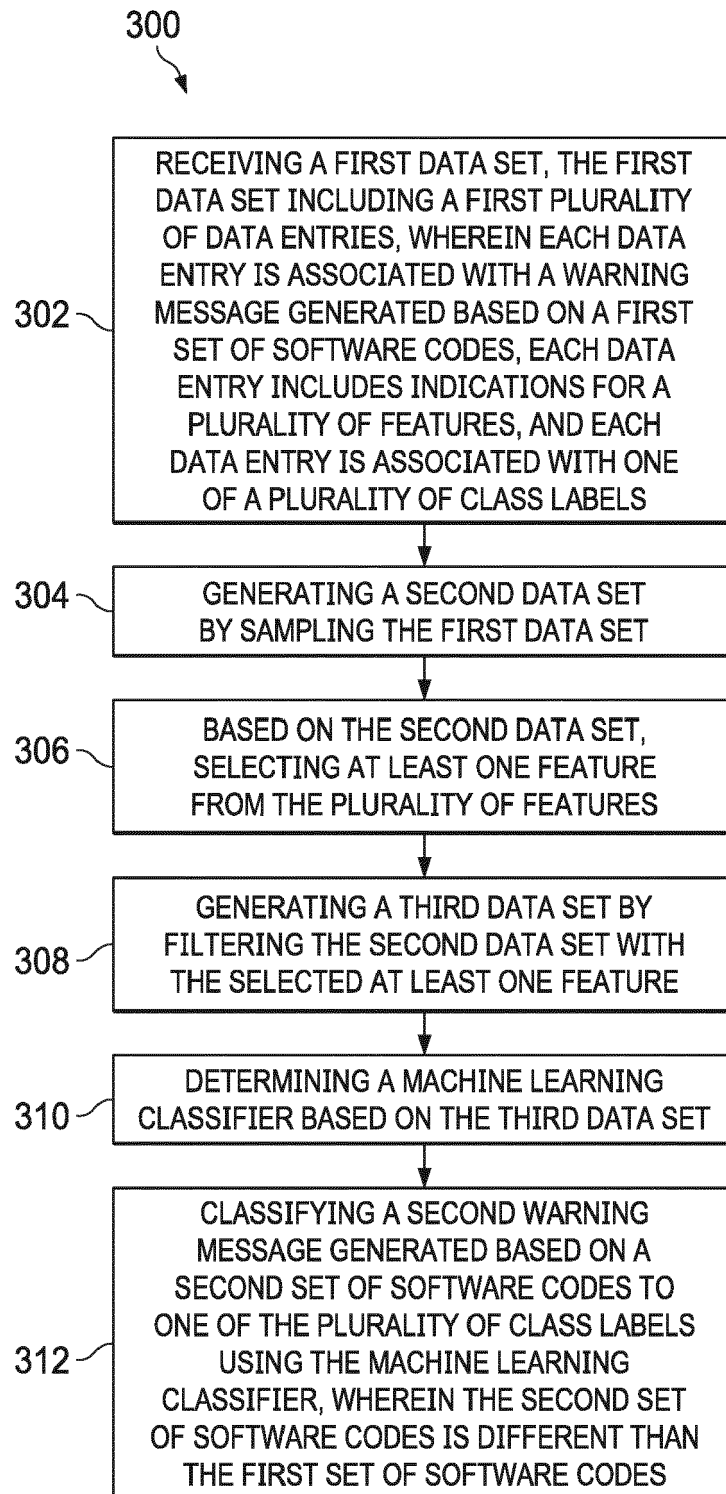 300
RECEIVING A FIRST DATA SET, THE FIRST
DATA SET INCLUDING A FIRST PLURALITY
OF DATA ENTRIES, WHEREIN EACH DATA
ENTRY IS ASSOCIATED WITH A WARNING
MESSAGE GENERATED BASED ON A FIRST
SET OF SOFTWARE CODES, EACH DATA
ENTRY INCLUDES INDICATIONS FOR A
PLURALITY OF FEATURES, AND EACH
DATA ENTRY IS ASSOCIATED WITH ONE
OF A PLURALITY OF CLASS LABELS
302
GENERATING A SECOND DATA SET
BY SAMPLING THE FIRST DATA SET
304
BASED ON THE SECOND DATA SET,
SELECTING AT LEAST ONE FEATURE
FROM THE PLURALITY OF FEATURES
306
GENERATING A THIRD DATA SET BY
FILTERING THE SECOND DATA SET WITH
THE SELECTED AT LEAST ONE FEATURE
308
DETERMINING A MACHINE LEARNING
CLASSIFIER BASED ON THE THIRD DATA SET
310
CLASSIFYING A SECOND WARNING
MESSAGE GENERATED BASED ON A
SECOND SET OF SOFTWARE CODES TO
ONE OF THE PLURALITY OF CLASS LABELS
USING THE MACHINE LEARNING
CLASSIFIER, WHEREIN THE SECOND SET
OF SOFTWARE CODES IS DIFFERENT THAN
THE FIRST SET OF SOFTWARE CODES
312